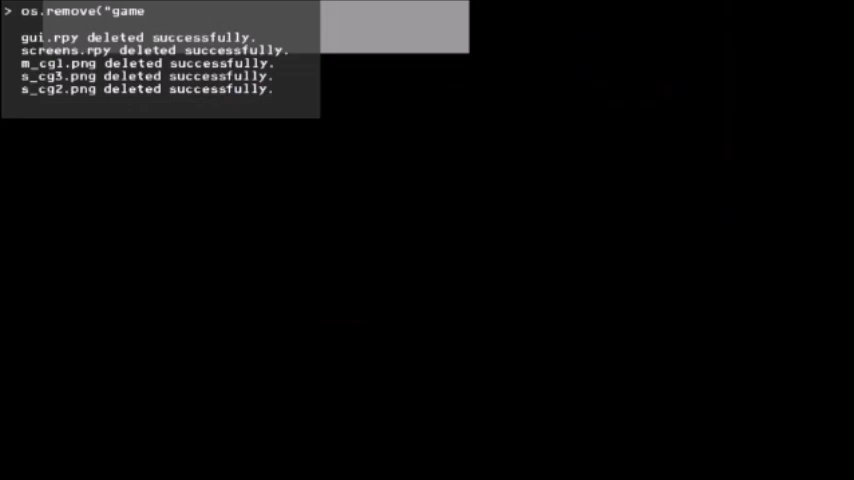 > os.remove("game
gui.rpy deleted successfully.
screens.rpy deleted successfully.
m_cg1.png deleted successfully.
s_cg3.png deleted successfully.
s_cg2.png deleted successfully.